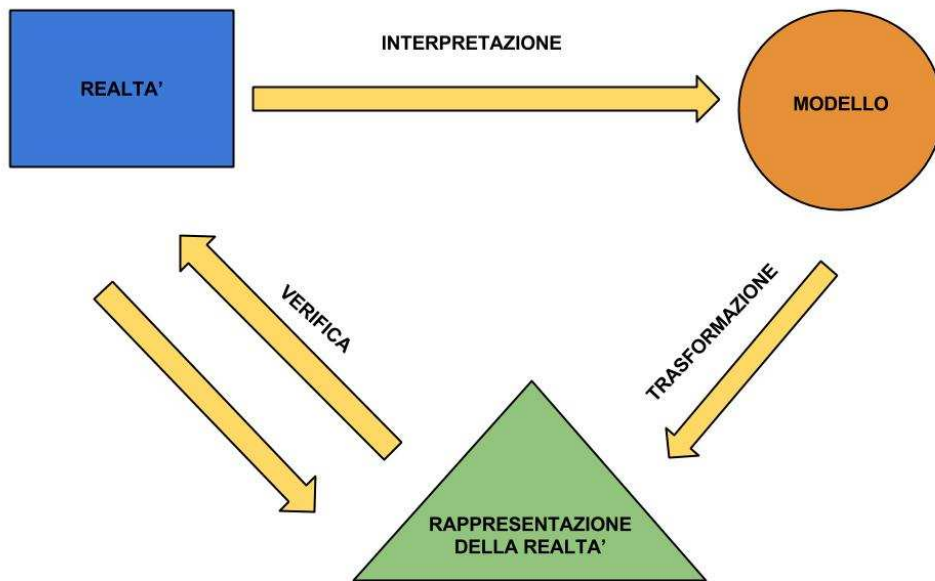 INTERPRETAZIONE
REALTA'
MODELLO
VERIFICA
TRASFORMAZIONE
RAPPRESENTAZIONE
DELLA REALTA'